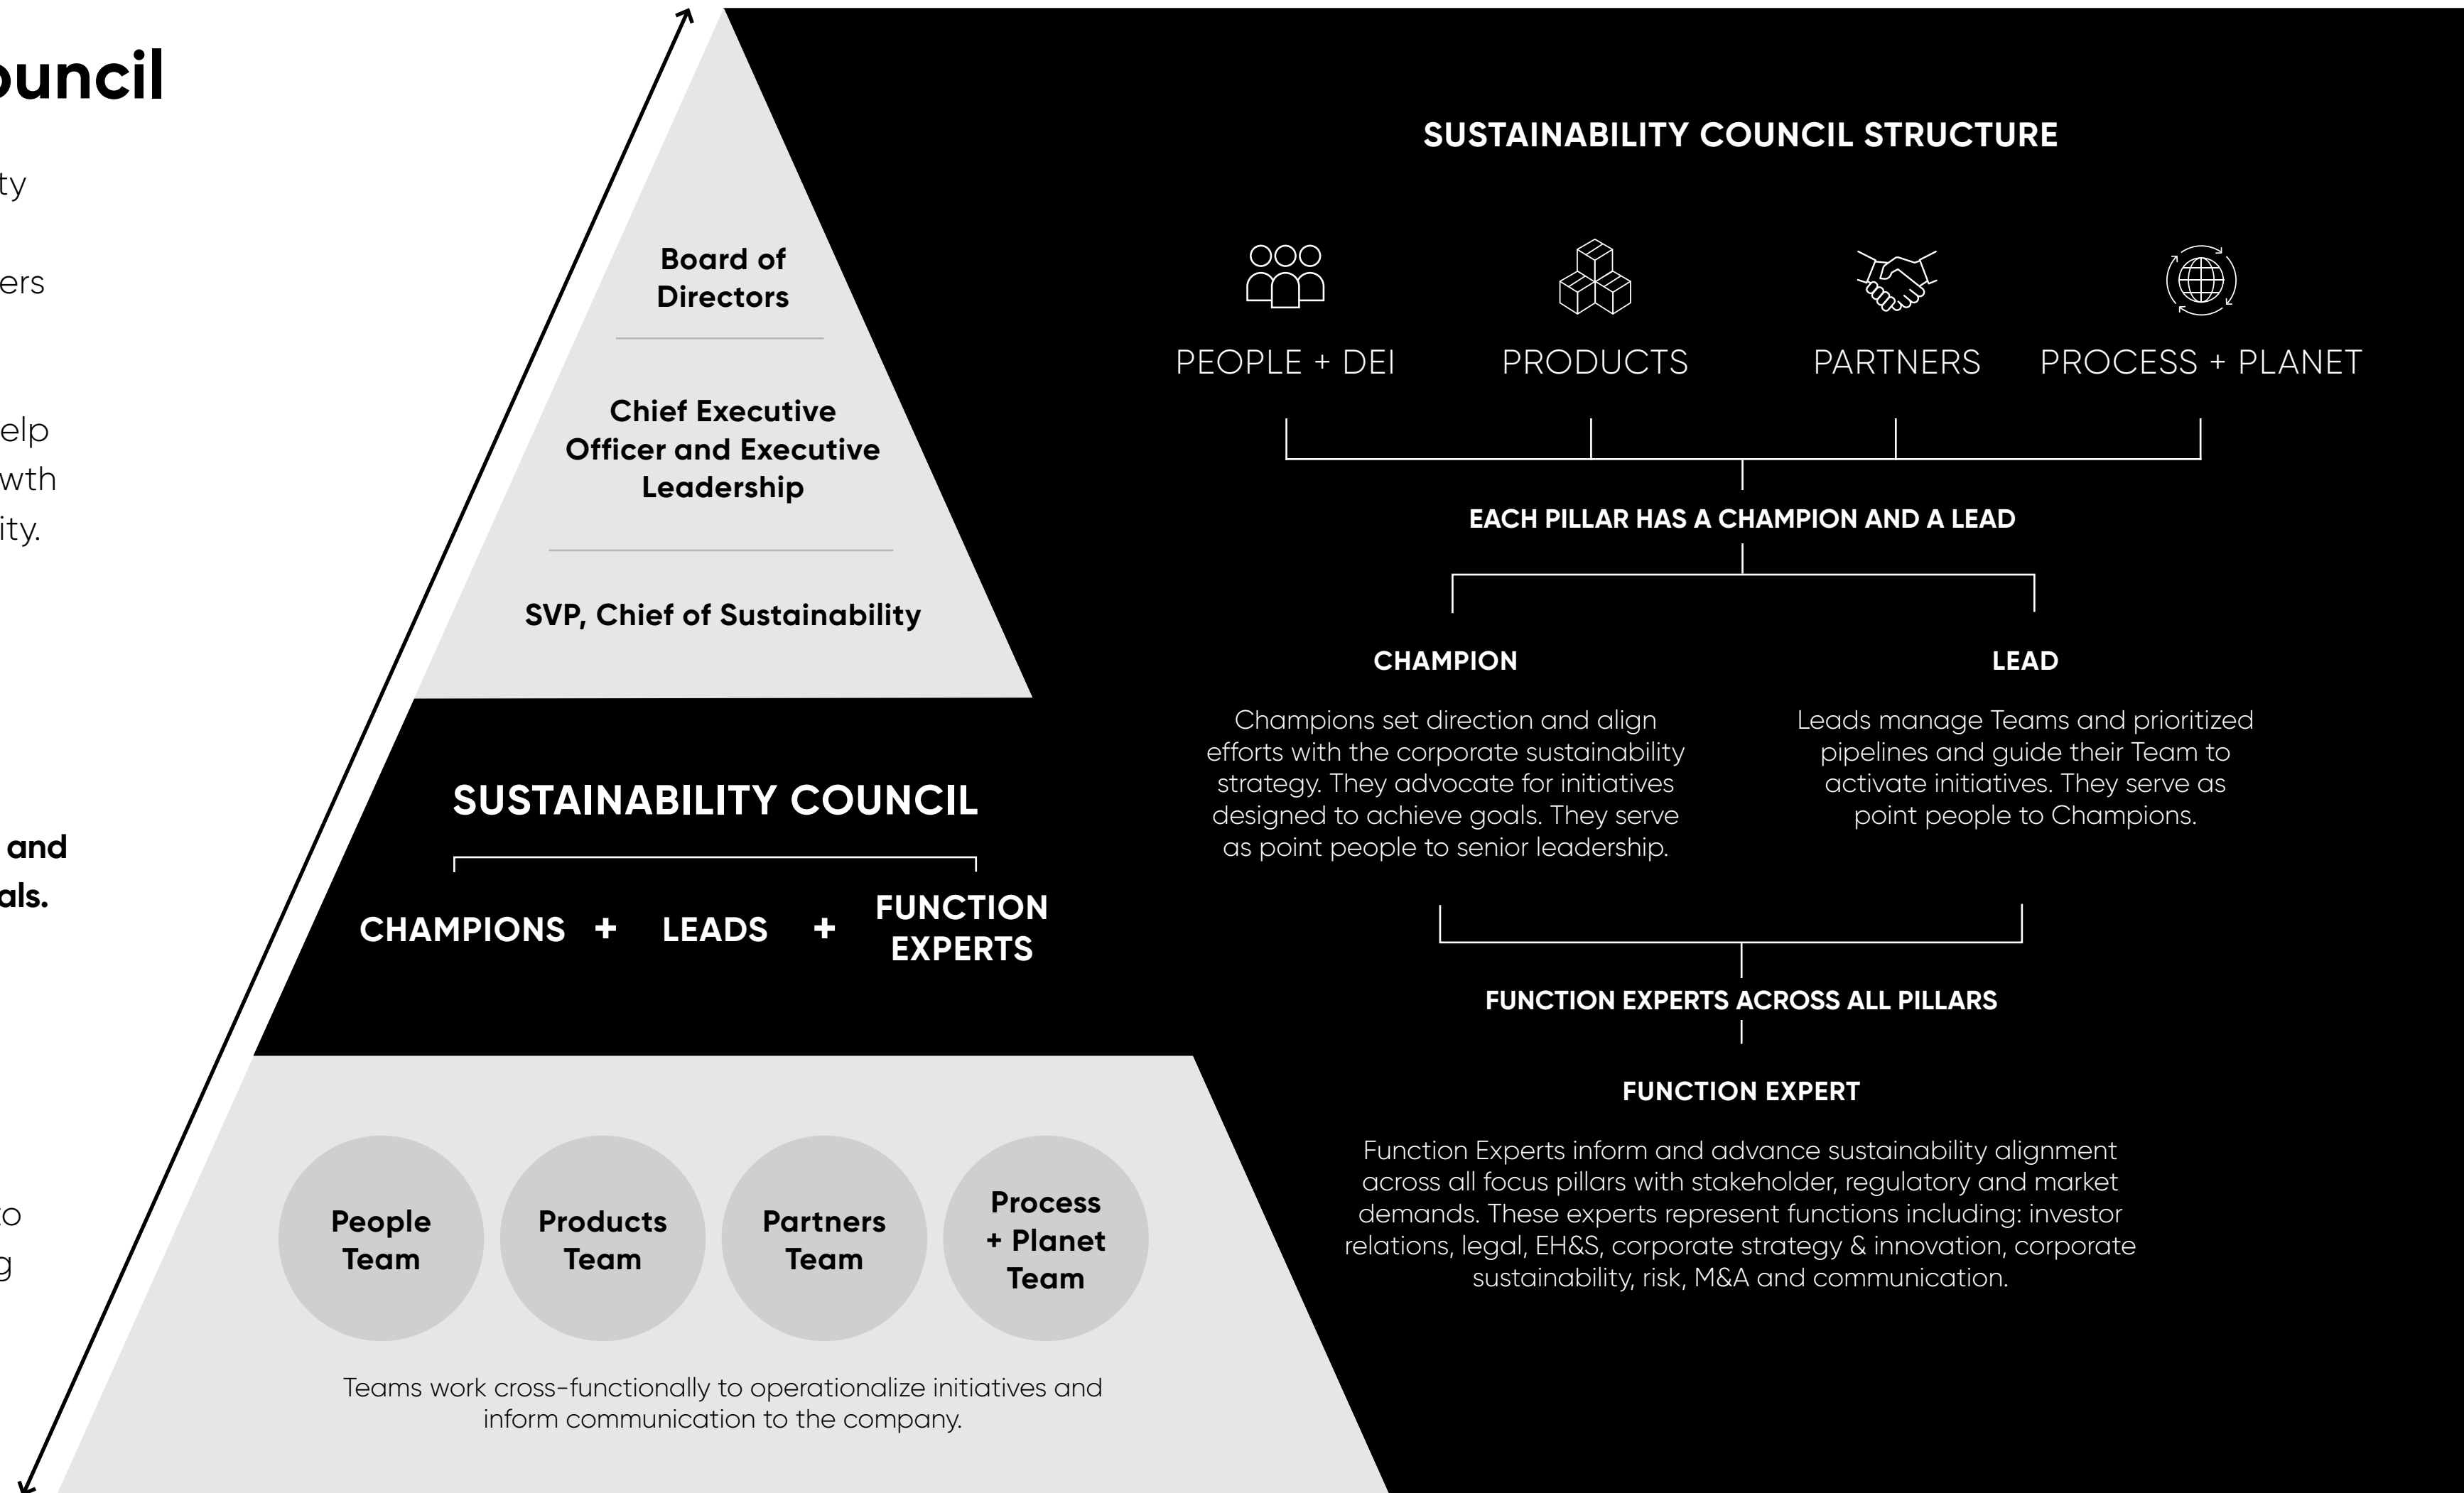 ouncil
ty
ers
elp
wth
ity.
and
als.
to
g
Board of
Directors
Chief Executive
Officer and Executive
Leadership
SVP, Chief of Sustainability
SUSTAINABILITY COUNCIL
CHAMPIONS + LEADS + FUNCTION
EXPERTS
People
Team
Products
Team
Partners
Team
Process
+ Planet
Team
Teams work cross-functionally to operationalize initiatives and
inform communication to the company.
SUSTAINABILITY COUNCIL STRUCTURE
PEOPLE + DEI
PRODUCTS
PARTNERS
PROCESS + PLANET
EACH PILLAR HAS A CHAMPION AND A LEAD
CHAMPION
Champions set direction and align
efforts with the corporate sustainability
strategy. They advocate for initiatives
designed to achieve goals. They serve
as point people to senior leadership.
LEAD
Leads manage Teams and prioritized
pipelines and guide their Team to
activate initiatives. They serve as
point people to Champions.
FUNCTION EXPERTS ACROSS ALL PILLARS
FUNCTION EXPERT
Function Experts inform and advance sustainability alignment
across all focus pillars with stakeholder, regulatory and market
demands. These experts represent functions including: investor
relations, legal, EH&S, corporate strategy & innovation, corporate
sustainability, risk, M&A and communication.